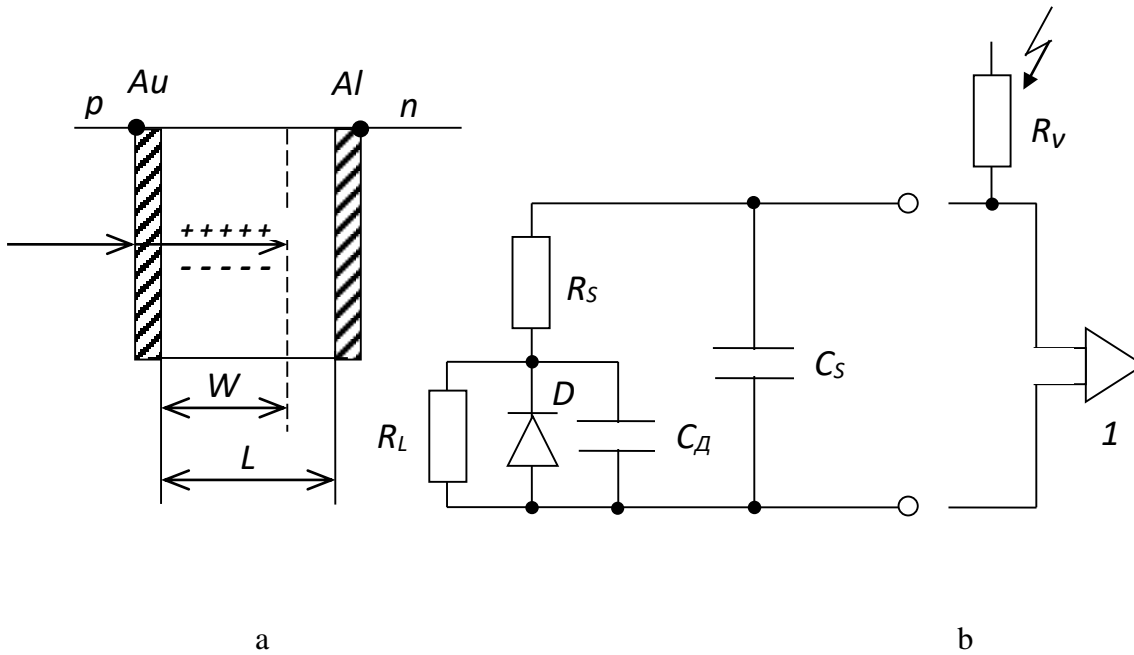 Au
Al
p
n
+ + + + +
- - - - -
W
L
R_S
R_L
D
C_Д
C_S
R_v
1
a
b